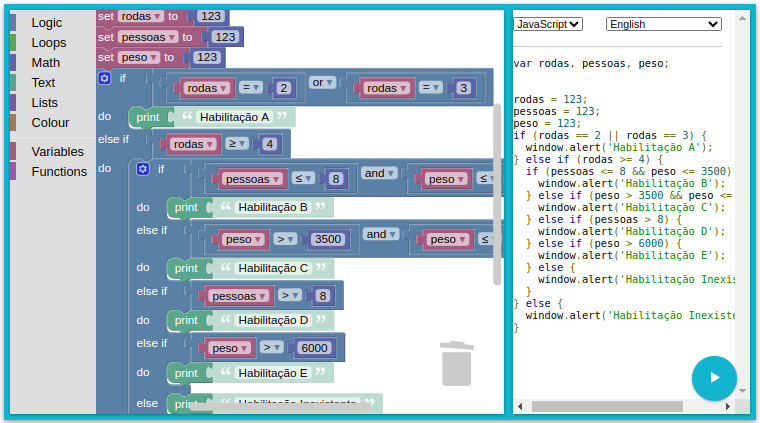 Logic
Loops
Math
Text
Lists
Colour
Variables
Functions
set rodas to 123
set pessoas to 123
set peso to 123
if rodas = 2 or rodas = 3
do print “ Habilitação A ”
else if rodas ≥ 4
do if pessoas ≤ 8 and peso ≤
do print “ Habilitação B ”
else if peso > 3500 and peso ≤
do print “ Habilitação C ”
else if pessoas > 8
do print “ Habilitação D ”
else if peso > 6000
do print “ Habilitação E ”
else print “ Habilitação Inexistente
JavaScript English
var rodas, pessoas, peso;
rodas = 123;
pessoas = 123;
peso = 123;
if (rodas == 2 || rodas == 3) {
window.alert('Habilitação A');
} else if (rodas >= 4) {
if (pessoas <= 8 && peso <= 3500)
window.alert('Habilitação B');
} else if (peso > 3500 && peso <=
window.alert('Habilitação C');
} else if (pessoas > 8) {
window.alert('Habilitação D');
} else if (peso > 6000) {
window.alert('Habilitação E');
} else {
window.alert('Habilitação Inexis
}
} else {
window.alert('Habilitação Inexiste
}